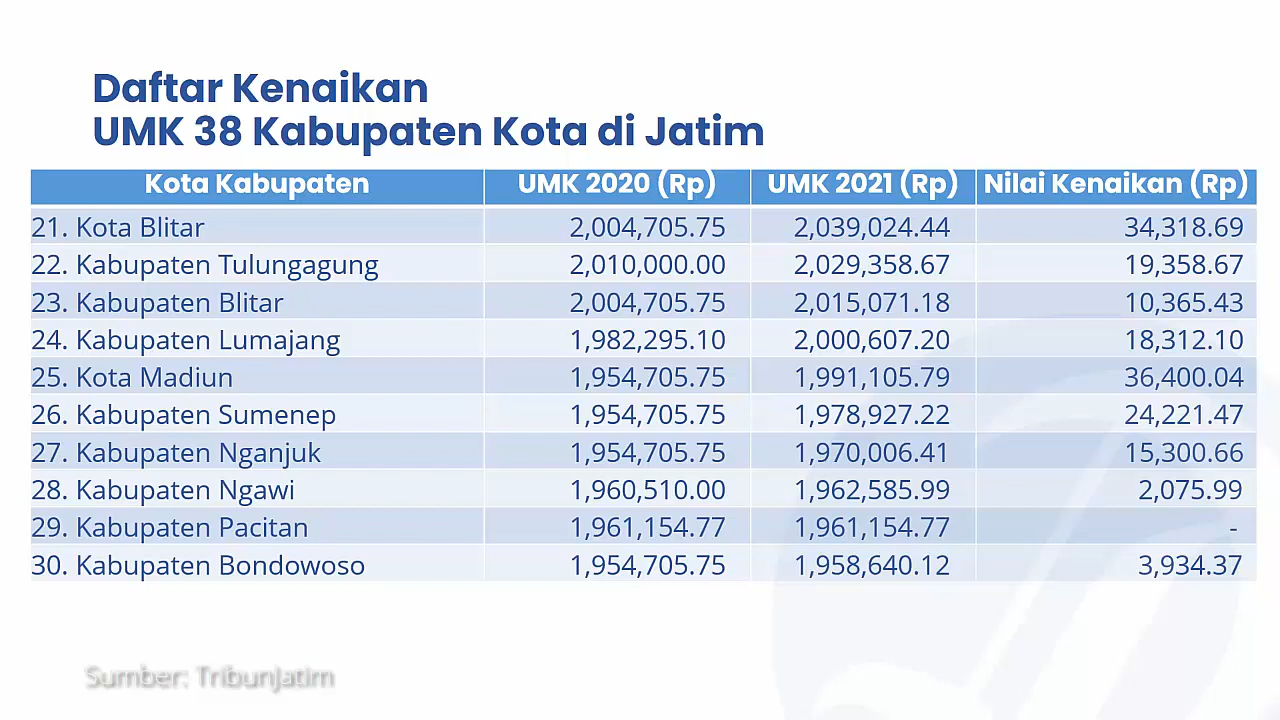 Daftar Kenaikan
UMK 38 Kabupaten Kota di Jatim
Kota Kabupaten UMK 2020 (Rp) UMK 2021 (Rp) Nilai Kenaikan (Rp)
21. Kota Blitar 2,004,705.75 2,039,024.44 34,318.69
22. Kabupaten Tulungagung 2,010,000.00 2,029,358.67 19,358.67
23. Kabupaten Blitar 2,004,705.75 2,015,071.18 10,365.43
24. Kabupaten Lumajang 1,982,295.10 2,000,607.20 18,312.10
25. Kota Madiun 1,954,705.75 1,991,105.79 36,400.04
26. Kabupaten Sumenep 1,954,705.75 1,978,927.22 24,221.47
27. Kabupaten Nganjuk 1,954,705.75 1,970,006.41 15,300.66
28. Kabupaten Ngawi 1,960,510.00 1,962,585.99 2,075.99
29. Kabupaten Pacitan 1,961,154.77 1,961,154.77 -
30. Kabupaten Bondowoso 1,954,705.75 1,958,640.12 3,934.37
Sumber: TribunJatim